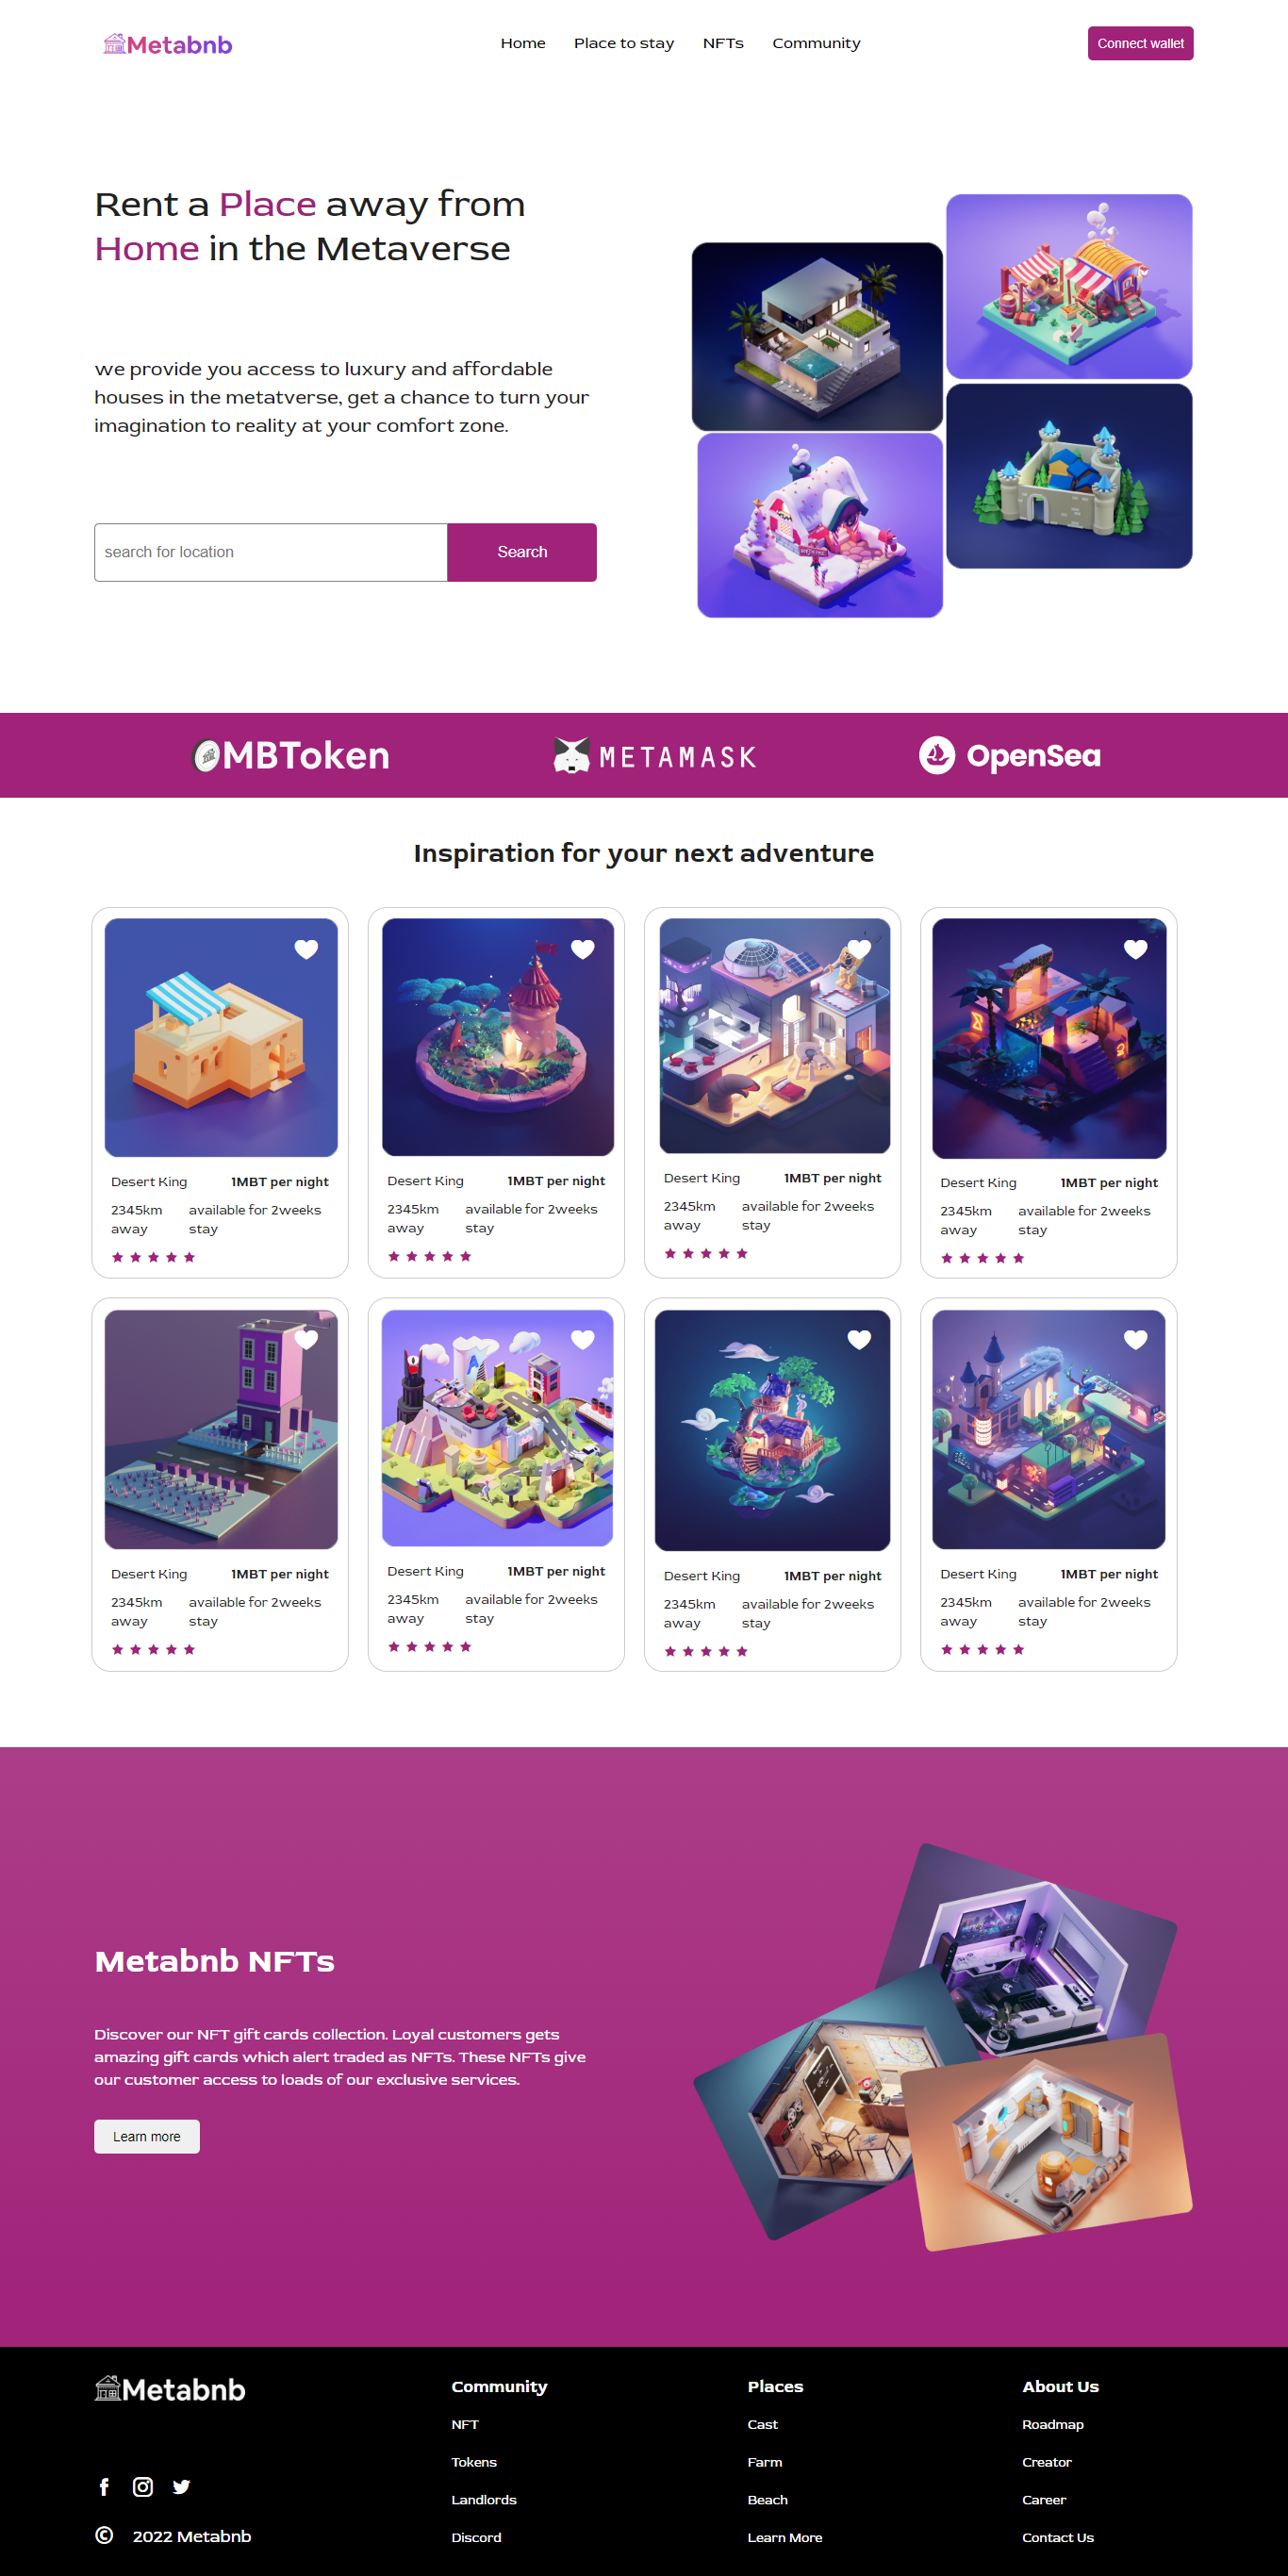 Metabnb
Home Place to stay NFTs Community
Connect wallet
Rent a Place away from
Home in the Metaverse
we provide you access to luxury and affordable
houses in the metatverse, get a chance to turn your
imagination to reality at your comfort zone.
search for location
Search
MBToken
METAMASK
OpenSea
Inspiration for your next adventure
Desert King 1MBT per night
2345km away
available for 2weeks stay
Desert King 1MBT per night
2345km away
available for 2weeks stay
Desert King 1MBT per night
2345km away
available for 2weeks stay
Desert King 1MBT per night
2345km away
available for 2weeks stay
Desert King 1MBT per night
2345km away
available for 2weeks stay
Desert King 1MBT per night
2345km away
available for 2weeks stay
Desert King 1MBT per night
2345km away
available for 2weeks stay
Desert King 1MBT per night
2345km away
available for 2weeks stay
Metabnb NFTs
Discover our NFT gift cards collection. Loyal customers gets
amazing gift cards which alert traded as NFTs. These NFTs give
our customer access to loads of our exclusive services.
Learn more
Metabnb
© 2022 Metabnb
Community
NFT
Tokens
Landlords
Discord
Places
Cast
Farm
Beach
Learn More
About Us
Roadmap
Creator
Career
Contact Us